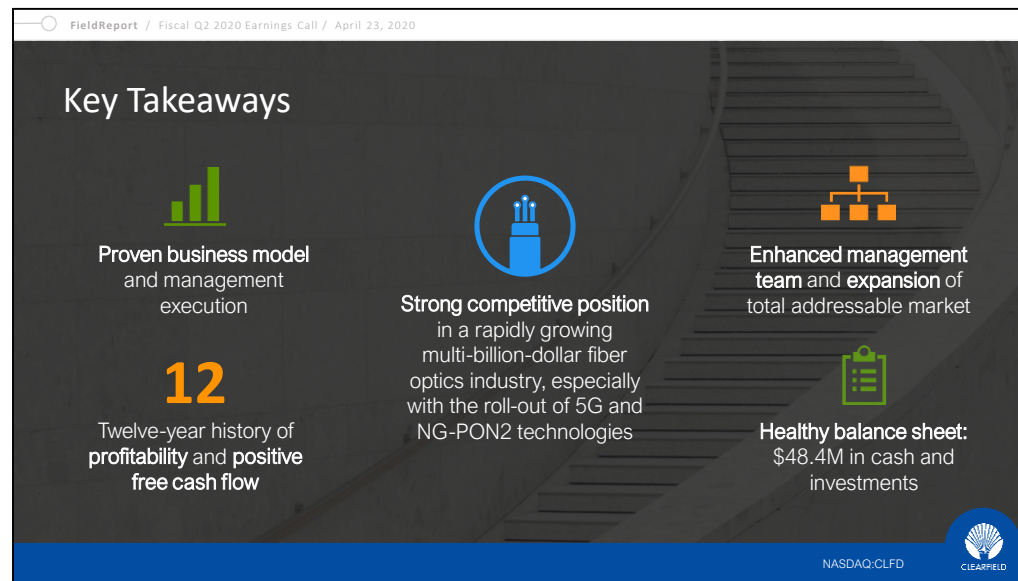 FieldReport / Fiscal Q2 2020 Earnings Call / April 23, 2020
Key Takeaways
Proven business model
and management
execution
12
Twelve-year history of
profitability and positive
free cash flow
Strong competitive position
in a rapidly growing
multi-billion-dollar fiber
optics industry, especially
with the roll-out of 5G and
NG-PON2 technologies
Enhanced management
team and expansion of
total addressable market
Healthy balance sheet:
$48.4M in cash and
investments
NASDAQ:CLFD
CLEARFIELD